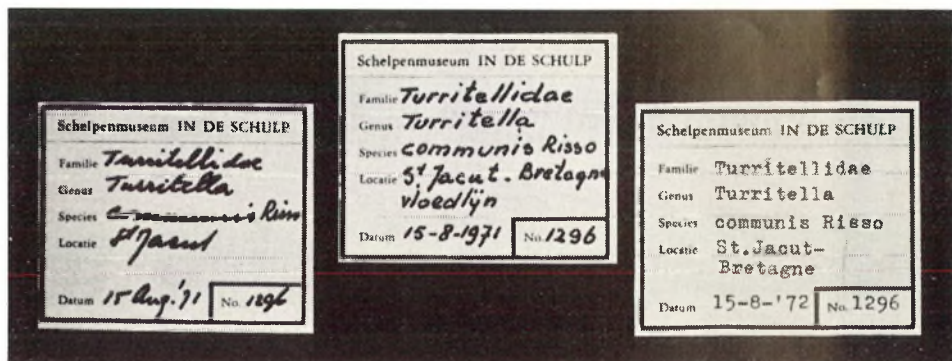 Schelpenmuseum IN DE SCHULP
Familie Turritellidae
Genus Turritella
Species communis Risso
Locatie St Jacut
Datum 15 Aug.'71 No. 1296
Schelpenmuseum IN DE SCHULP
Familie Turritellidae
Genus Turritella
Species communis Risso
Locatie St Jacut - Bretagne
vloedlijn
Datum 15-8-1971 No. 1296
Schelpenmuseum IN DE SCHULP
Familie Turritellidae
Genus Turritella
Species communis Risso
Locatie St.Jacut-
Bretagne
Datum 15-8-'72 No. 1296